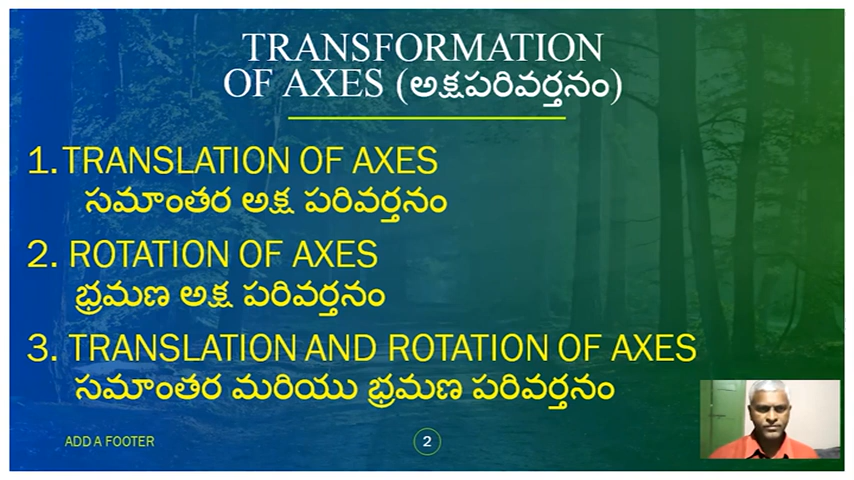 TRANSFORMATION
OF AXES (అక్షపరివర్తనం)
1. TRANSLATION OF AXES
సమాంతర అక్ష పరివర్తనం
2. ROTATION OF AXES
భ్రమణ అక్ష పరివర్తనం
3. TRANSLATION AND ROTATION OF AXES
సమాంతర మరియు భ్రమణ పరివర్తనం
ADD A FOOTER
2